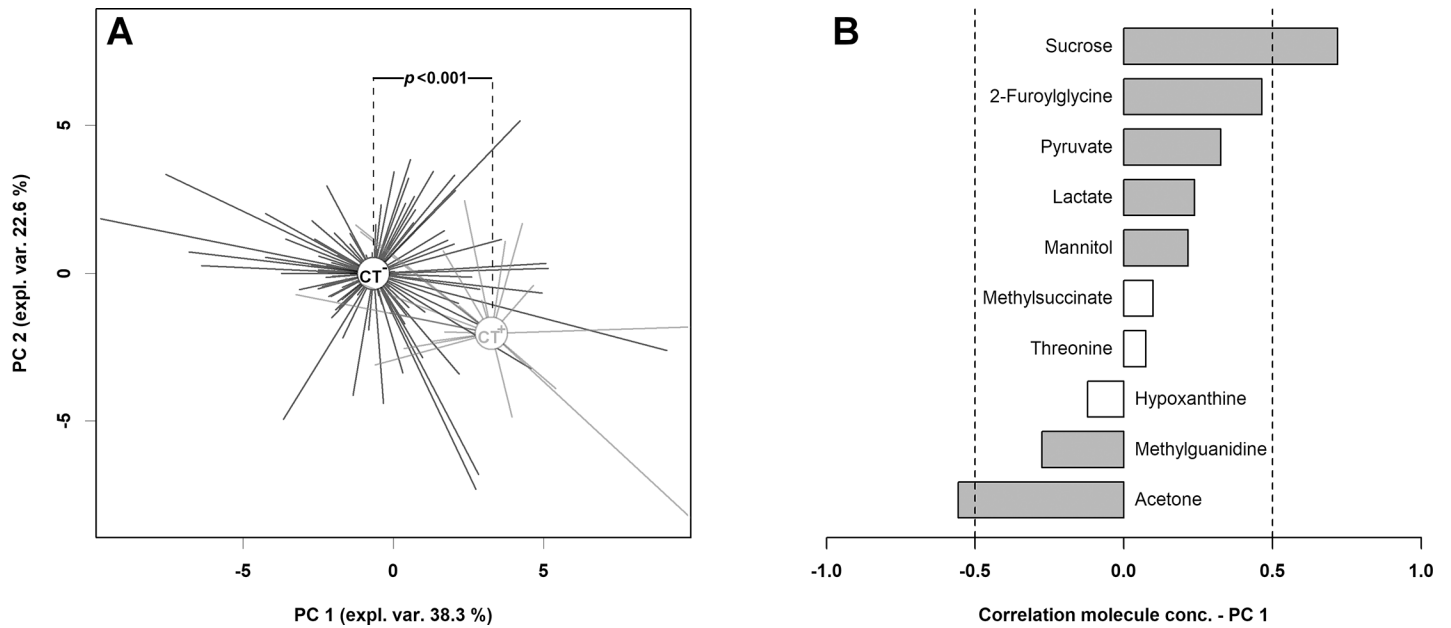 A
p<0.001
CT-
CT+
5
0
-5
-5
0
5
PC 2 (expl. var. 22.6 %)
PC 1 (expl. var. 38.3 %)
B
Sucrose
2-Furoylglycine
Pyruvate
Lactate
Mannitol
Methylsuccinate
Threonine
Hypoxanthine
Methylguanidine
Acetone
-1.0
-0.5
0.0
0.5
1.0
Correlation molecule conc. - PC 1